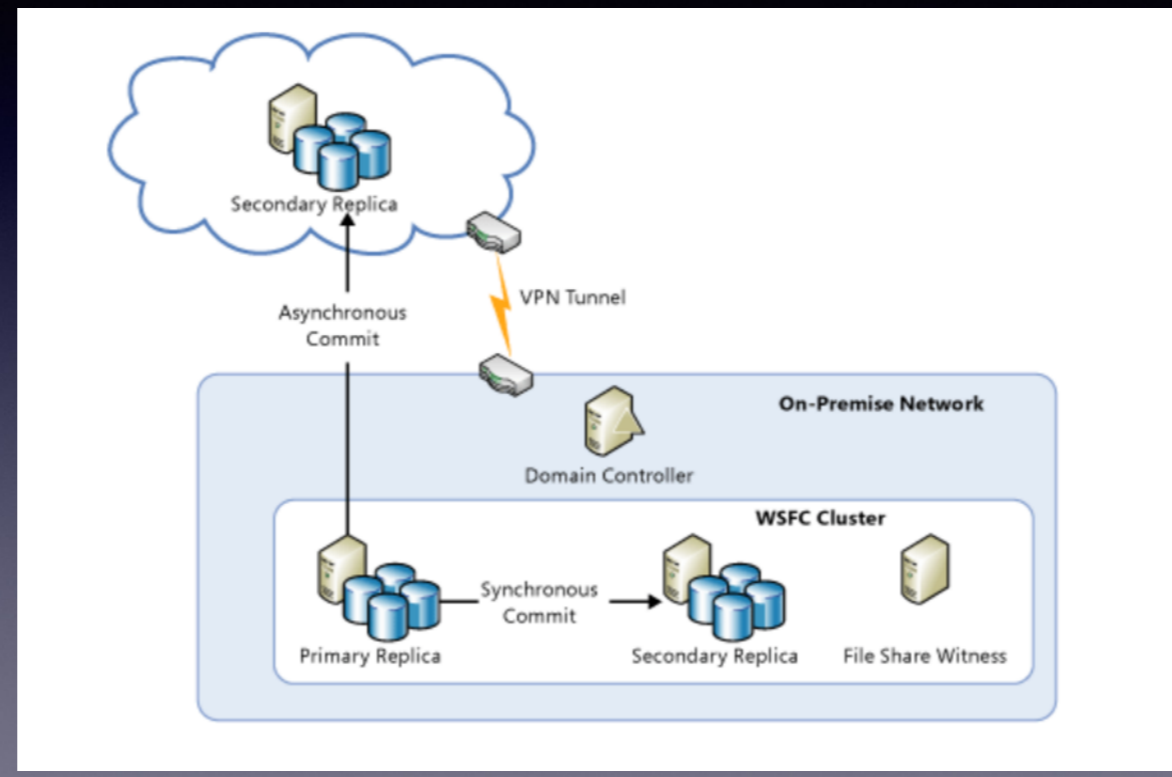 Secondary Replica
VPN Tunnel
Asynchronous
Commit
On-Premise Network
Domain Controller
WSFC Cluster
Synchronous
Commit
Primary Replica
Secondary Replica
File Share Witness